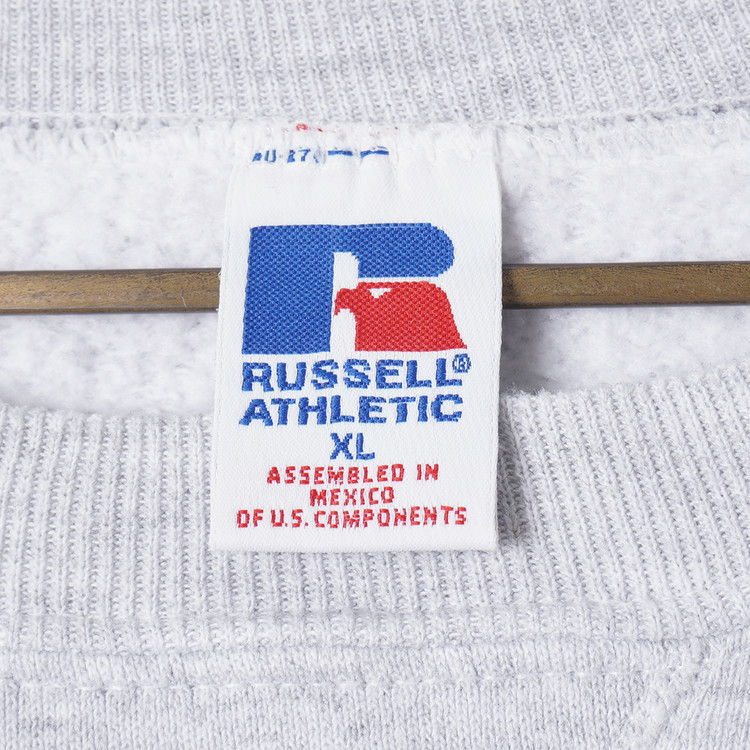 RUSSELL®
ATHLETIC
XL
ASSEMBLED IN
MEXICO
OF U.S. COMPONENTS